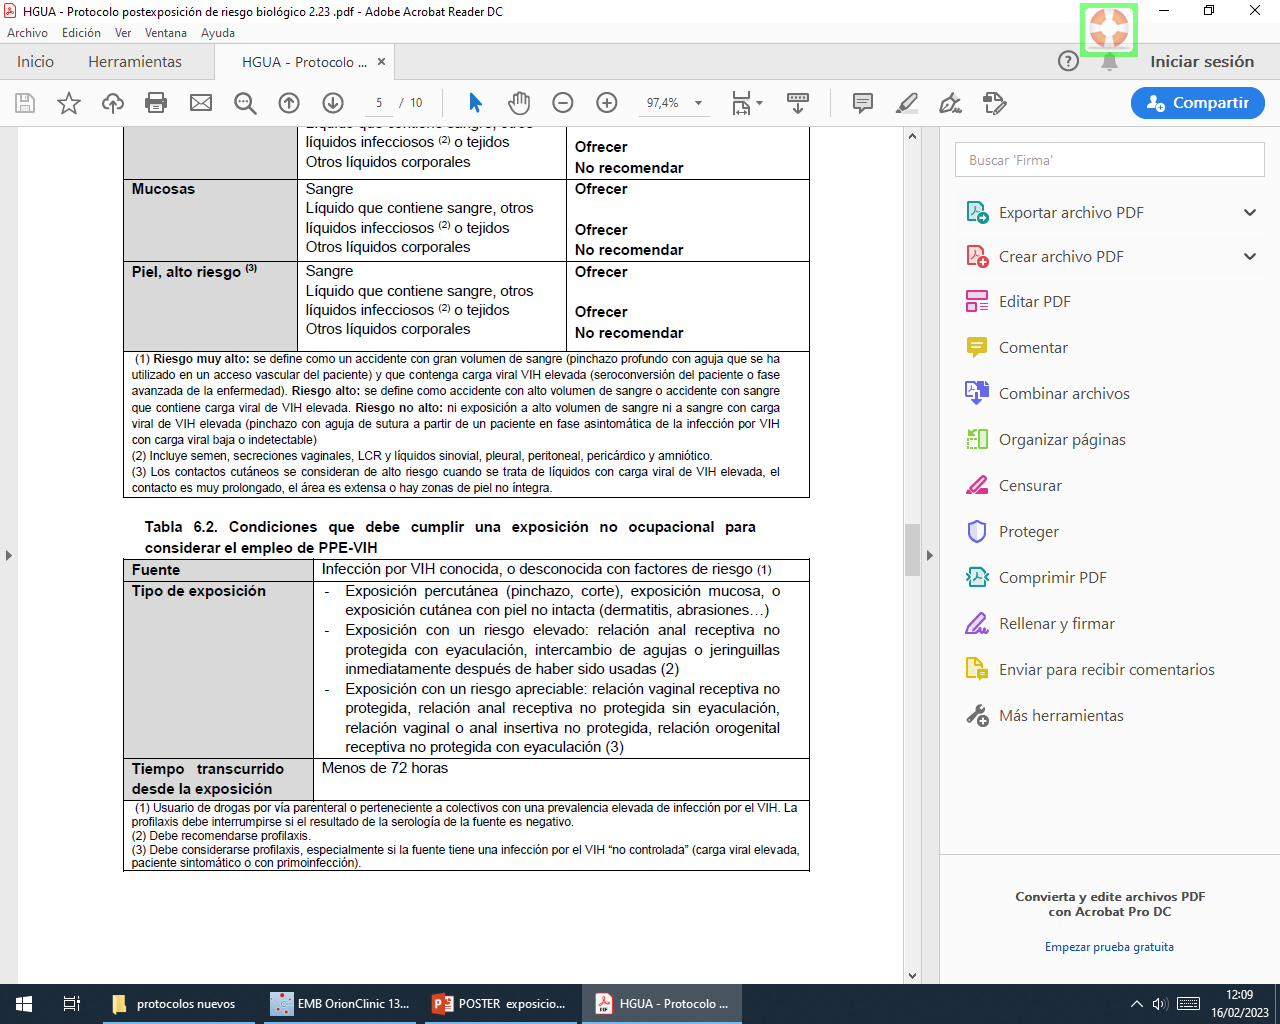 HGUA - Protocolo postexposición de riesgo biológico 2.23 .pdf - Adobe Acrobat Reader DC
Archivo Edición Ver Ventana Ayuda
Inicio Herramientas HGUA - Protocolo ... × Iniciar sesión
5 / 10 97,4% Compartir
Líquido que contiene sangre, otros
líquidos infecciosos (2) o tejidos Ofrecer
Otros líquidos corporales No recomendar
Mucosas Sangre Ofrecer
Líquido que contiene sangre, otros
líquidos infecciosos (2) o tejidos Ofrecer
Otros líquidos corporales No recomendar
Piel, alto riesgo (3) Sangre Ofrecer
Líquido que contiene sangre, otros
líquidos infecciosos (2) o tejidos Ofrecer
Otros líquidos corporales No recomendar
(1) Riesgo muy alto: se define como un accidente con gran volumen de sangre (pinchazo profundo con aguja que se ha
utilizado en un acceso vascular del paciente) y que contenga carga viral VIH elevada (seroconversión del paciente o fase
avanzada de la enfermedad). Riesgo alto: se define como accidente con alto volumen de sangre o accidente con sangre
que contiene carga viral de VIH elevada. Riesgo no alto: ni exposición a alto volumen de sangre ni a sangre con carga
viral de VIH elevada (pinchazo con aguja de sutura a partir de un paciente en fase asintomática de la infección por VIH
con carga viral baja o indetectable)
(2) Incluye semen, secreciones vaginales, LCR y líquidos sinovial, pleural, peritoneal, pericárdico y amniótico.
(3) Los contactos cutáneos se consideran de alto riesgo cuando se trata de líquidos con carga viral de VIH elevada, el
contacto es muy prolongado, el área es extensa o hay zonas de piel no íntegra.
Tabla 6.2. Condiciones que debe cumplir una exposición no ocupacional para
considerar el empleo de PPE-VIH
Fuente Infección por VIH conocida, o desconocida con factores de riesgo (1)
Tipo de exposición - Exposición percutánea (pinchazo, corte), exposición mucosa, o
exposición cutánea con piel no intacta (dermatitis, abrasiones…)
- Exposición con un riesgo elevado: relación anal receptiva no
protegida con eyaculación, intercambio de agujas o jeringuillas
inmediatamente después de haber sido usadas (2)
- Exposición con un riesgo apreciable: relación vaginal receptiva no
protegida, relación anal receptiva no protegida sin eyaculación,
relación vaginal o anal insertiva no protegida, relación orogenital
receptiva no protegida con eyaculación (3)
Tiempo transcurrido Menos de 72 horas
desde la exposición
(1) Usuario de drogas por vía parenteral o perteneciente a colectivos con una prevalencia elevada de infección por el VIH. La
profilaxis debe interrumpirse si el resultado de la serología de la fuente es negativo.
(2) Debe recomendarse profilaxis.
(3) Debe considerarse profilaxis, especialmente si la fuente tiene una infección por el VIH “no controlada” (carga viral elevada,
paciente sintomático o con primoinfección).
Buscar 'Firma'
Exportar archivo PDF
Crear archivo PDF
Editar PDF
Comentar
Combinar archivos
Organizar páginas
Censurar
Proteger
Comprimir PDF
Rellenar y firmar
Enviar para recibir comentarios
Más herramientas
Convierta y edite archivos PDF
con Acrobat Pro DC
Empezar prueba gratuita
protocolos nuevos EMB OrionClinic 13... POSTER exposicio... HGUA - Protocolo ... 12:09
16/02/2023